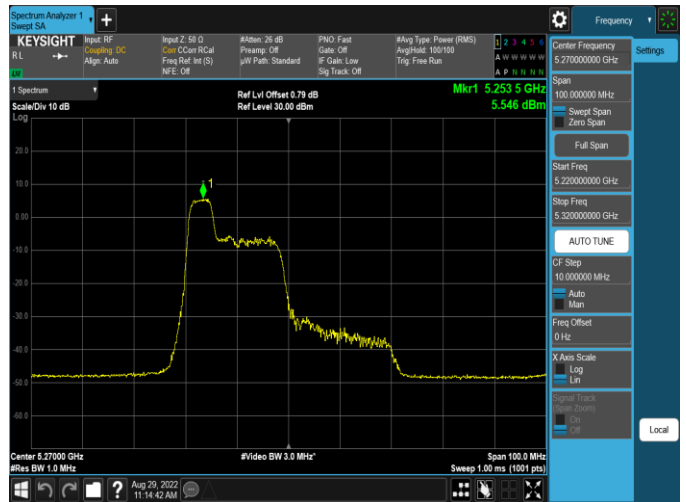 Spectrum Analyzer 1
Swept SA
+
Frequency
KEYSIGHT
RL
Input: RF
Coupling: DC
Align: Auto
Input Z: 50 Ω
Corr CCorr RCal
Freq Ref: Int (S)
NFE: Off
#Atten: 26 dB
Preamp: Off
µW Path: Standard
PNO: Fast
Gate: Off
IF Gain: Low
Sig Track: Off
#Avg Type: Power (RMS)
Avg|Hold: 100/100
Trig: Free Run
1 2 3 4 5 6
A W W W W W
A P N N N N
1 Spectrum
Scale/Div 10 dB
Log
Ref Lvl Offset 0.79 dB
Ref Level 30.00 dBm
Mkr1 5.253 5 GHz
5.546 dBm
20.0
10.0
0.00
-10.0
-20.0
-30.0
-40.0
-50.0
-60.0
1
Center 5.27000 GHz
#Res BW 1.0 MHz
#Video BW 3.0 MHz*
Span 100.0 MHz
Sweep 1.00 ms (1001 pts)
Center Frequency
5.270000000 GHz
Settings
Span
100.000000 MHz
Swept Span
Zero Span
Full Span
Start Freq
5.220000000 GHz
Stop Freq
5.320000000 GHz
AUTO TUNE
CF Step
10.000000 MHz
Auto
Man
Freq Offset
0 Hz
X Axis Scale
Log
Lin
Signal Track
(Span Zoom)
On
Off
Local
?
Aug 29, 2022
11:14:42 AM